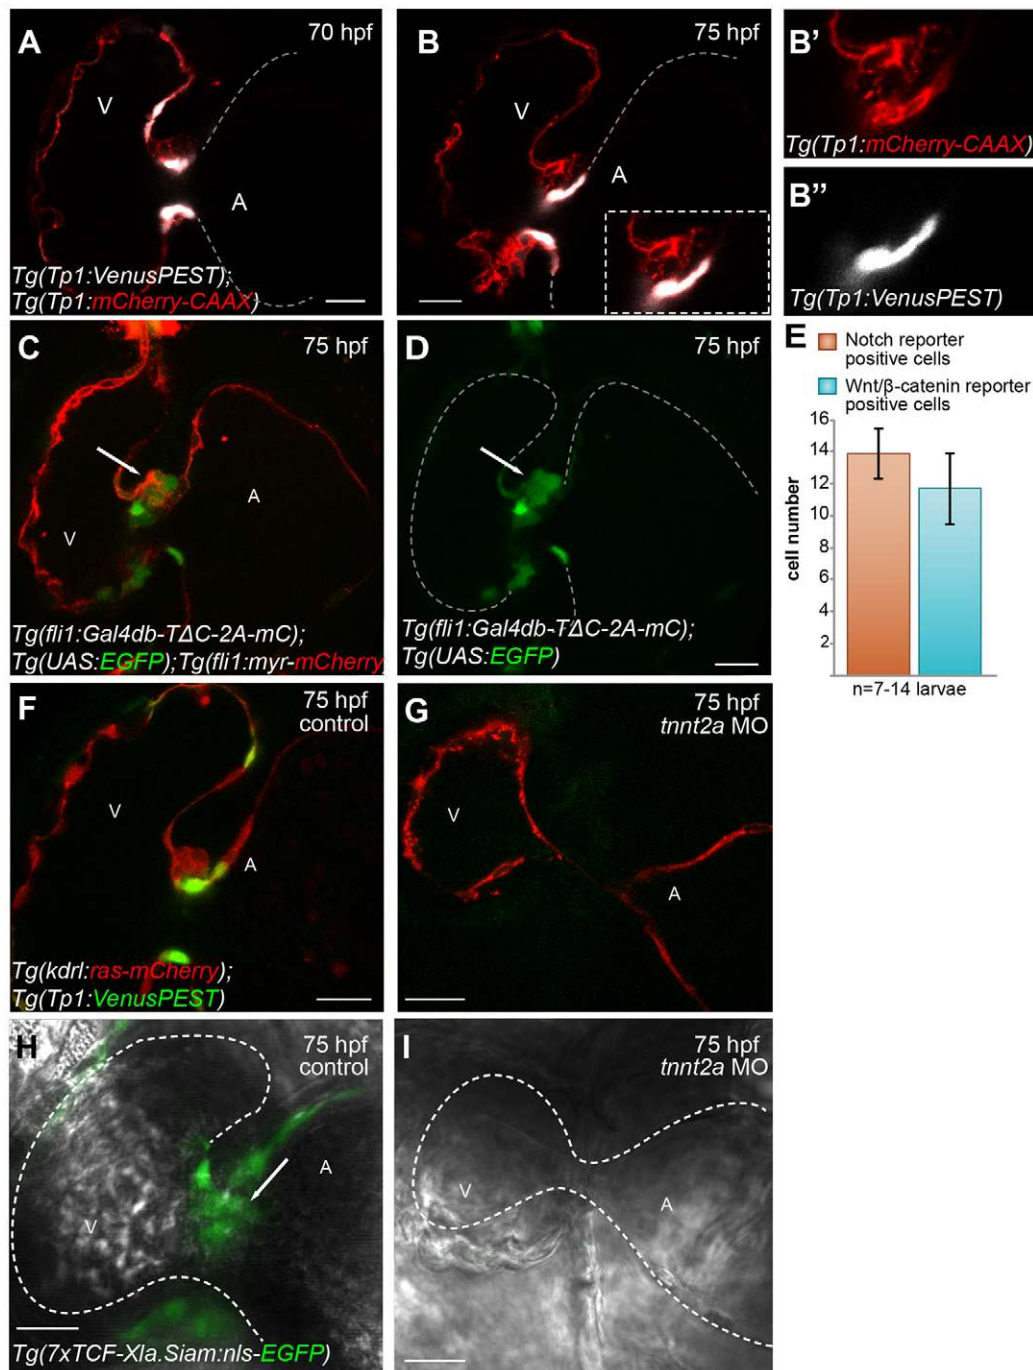 A
70 hpf
V
A
Tg(Tp1:VenusPEST);
Tg(Tp1:mCherry-CAAX)
B
75 hpf
V
A
B'
Tg(Tp1:mCherry-CAAX)
B"
Tg(Tp1:VenusPEST)
C
75 hpf
A
V
Tg(fli1:Gal4db-TΔC-2A-mC);
Tg(UAS:EGFP);Tg(fli1:myr-mCherry
D
75 hpf
Tg(fli1:Gal4db-TΔC-2A-mC);
Tg(UAS:EGFP)
E
Notch reporter
positive cells
Wnt/β-catenin reporter
positive cells
16
14
12
10
8
6
4
2
cell number
n=7-14 larvae
F
75 hpf
control
V
A
Tg(kdrl:ras-mCherry);
Tg(Tp1:VenusPEST)
G
75 hpf
tnnt2a MO
V
A
H
75 hpf
control
A
V
Tg(7xTCF-Xla.Siam:nls-EGFP)
I
75 hpf
tnnt2a MO
V
A